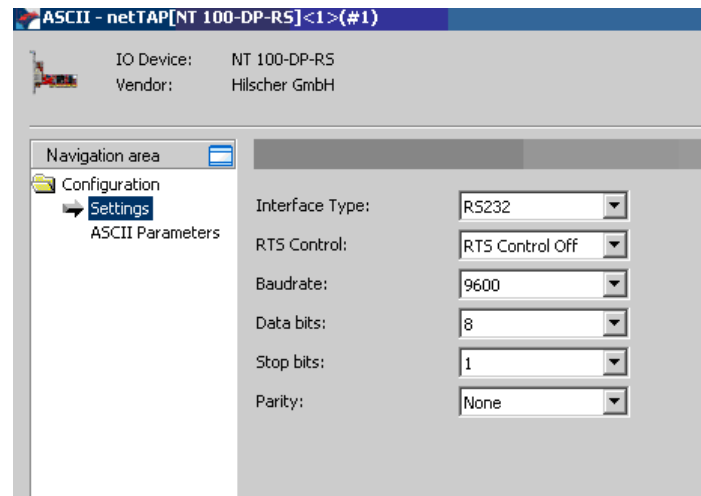 ASCII - netTAP[NT 100-DP-RS]<1>(#1)
IO Device: NT 100-DP-RS
Vendor: Hilscher GmbH
Navigation area
Configuration
Settings
ASCII Parameters
Interface Type: RS232
RTS Control: RTS Control Off
Baudrate: 9600
Data bits: 8
Stop bits: 1
Parity: None